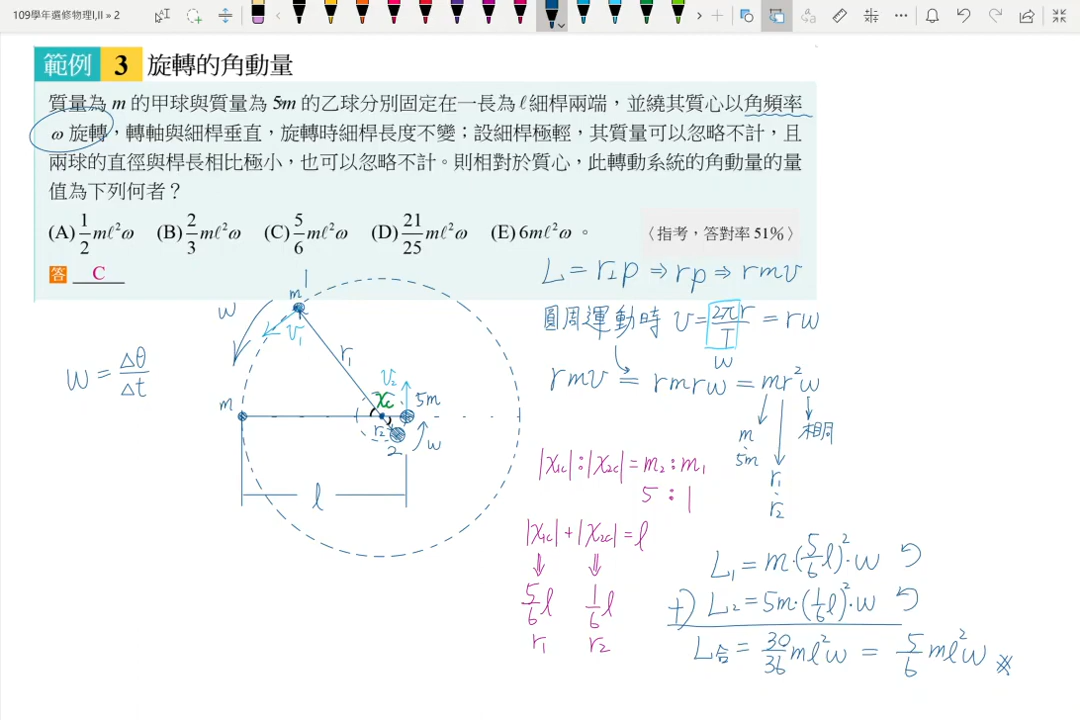 109學年選修物理I,II » 2
範例 3 旋轉的角動量
質量為 m 的甲球與質量為 5m 的乙球分別固定在一長為 ℓ 細桿兩端，並繞其質心以角頻率
ω 旋轉，轉軸與細桿垂直，旋轉時細桿長度不變；設細桿極輕，其質量可以忽略不計，且
兩球的直徑與桿長相比極小，也可以忽略不計。則相對於質心，此轉動系統的角動量的量
值為下列何者？
(A) 1/2 mℓ²ω (B) 2/3 mℓ²ω (C) 5/6 mℓ²ω (D) 21/25 mℓ²ω (E) 6mℓ²ω 。 〈指考，答對率 51%〉
答 C
L = r⊥p ⇒ rp ⇒ rmv
圓周運動時 v = 2πr/T = rω
ω
rmv = rmrω = mr²ω
m
5m
r₁
r₂
相同
ω = Δθ/Δt
ω
m
1
v₁
r₁
v₂
xc
5m
m
r₂
2
ω
l
|x₁c| : |x₂c| = m₂ : m₁
5 : 1
|x₁c| + |x₂c| = l
5/6 l 1/6 l
r₁ r₂
L₁ = m·(5/6 l)²·ω
+) L₂ = 5m·(1/6 l)²·ω
L合 = 30/36 ml²ω = 5/6 ml²ω ※